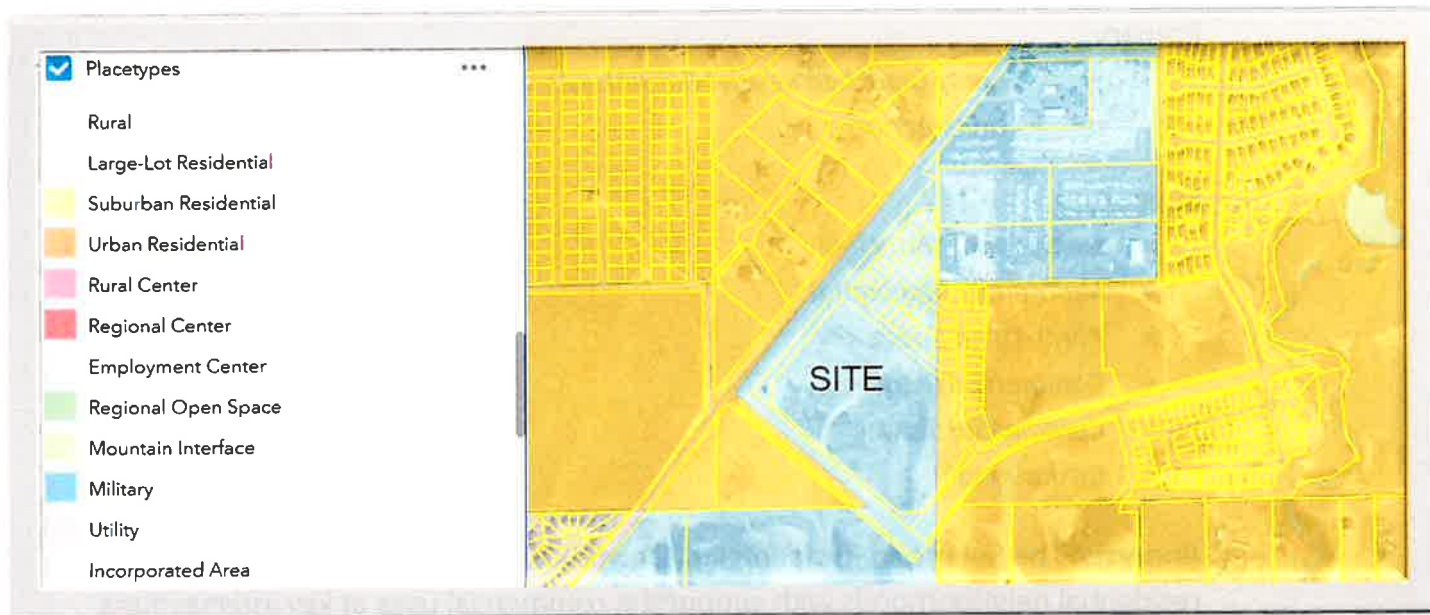 Placetypes
Rural
Large-Lot Residential
Suburban Residential
Urban Residential
Rural Center
Regional Center
Employment Center
Regional Open Space
Mountain Interface
Military
Utility
Incorporated Area
SITE